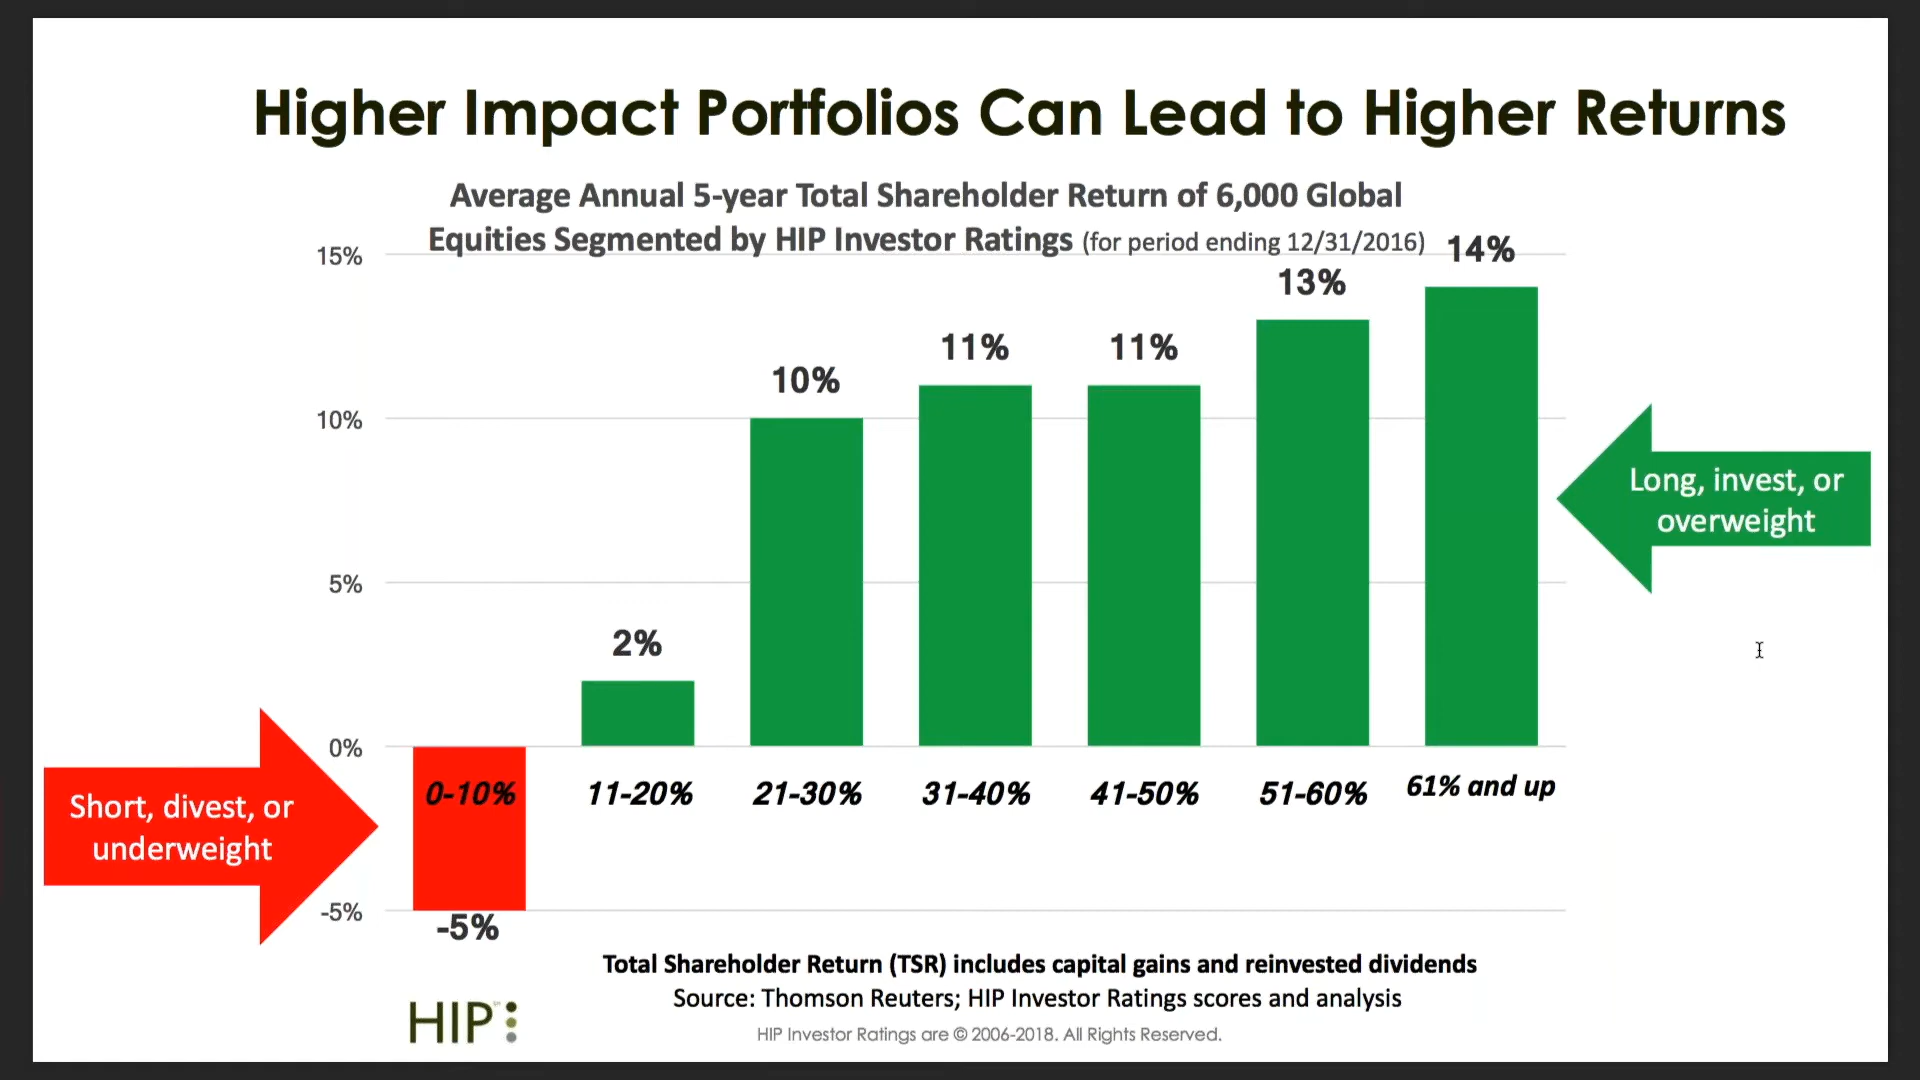 Higher Impact Portfolios Can Lead to Higher Returns
Average Annual 5-year Total Shareholder Return of 6,000 Global
Equities Segmented by HIP Investor Ratings (for period ending 12/31/2016)
15%
10%
5%
0%
-5%
-5%
2%
10%
11%
11%
13%
14%
0-10%
11-20%
21-30%
31-40%
41-50%
51-60%
61% and up
Short, divest, or
underweight
Long, invest, or
overweight
Total Shareholder Return (TSR) includes capital gains and reinvested dividends
Source: Thomson Reuters; HIP Investor Ratings scores and analysis
HIP
HIP Investor Ratings are © 2006-2018. All Rights Reserved.